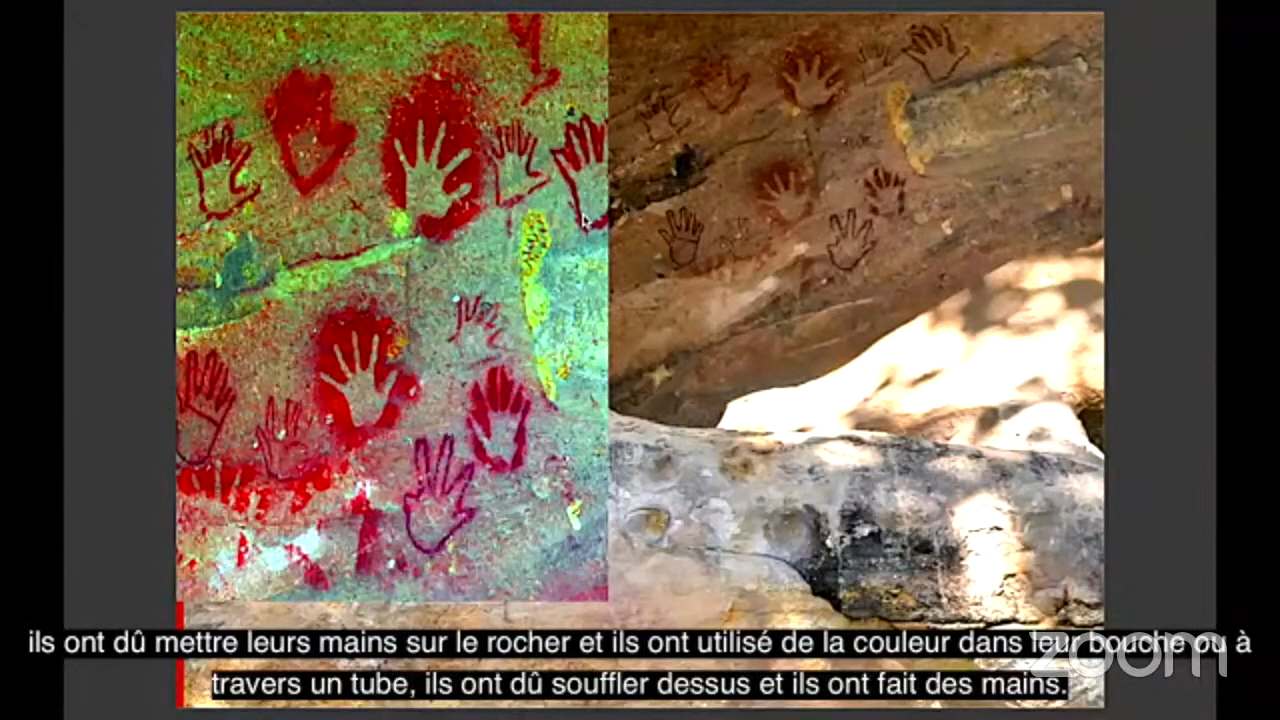 ils ont dû mettre leurs mains sur le rocher et ils ont utilisé de la couleur dans leur bouche ou à
zoom
travers un tube, ils ont dû souffler dessus et ils ont fait des mains.